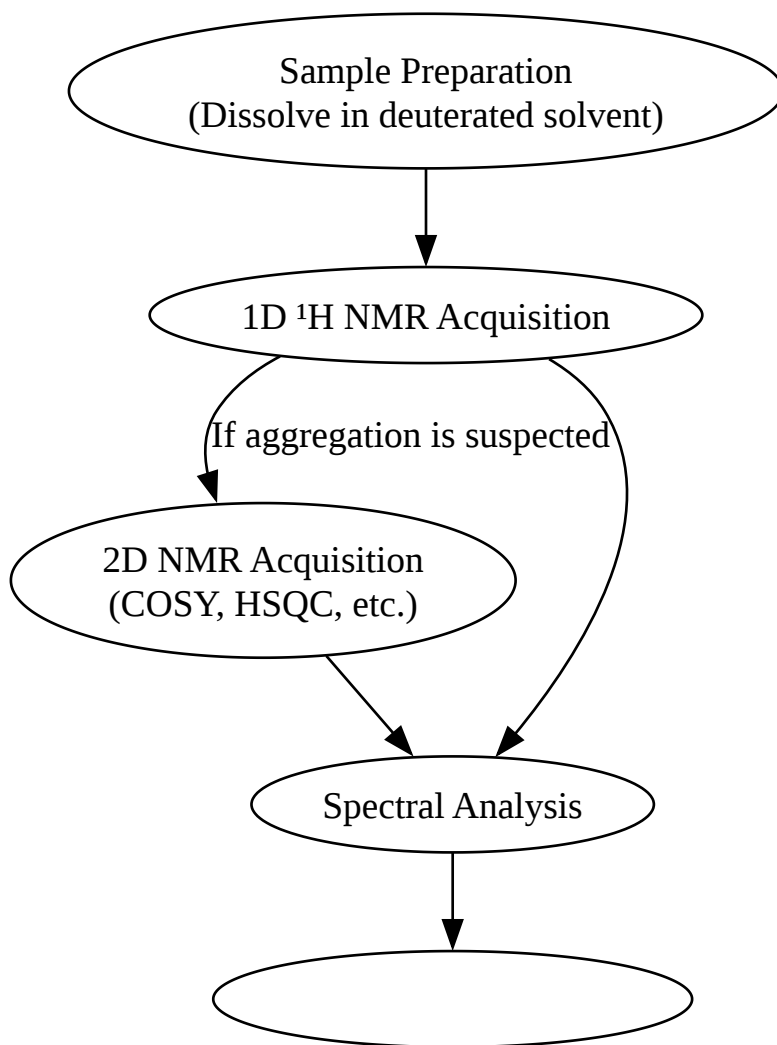 Sample Preparation
(Dissolve in deuterated solvent)
1D ¹H NMR Acquisition
If aggregation is suspected
2D NMR Acquisition
(COSY, HSQC, etc.)
Spectral Analysis